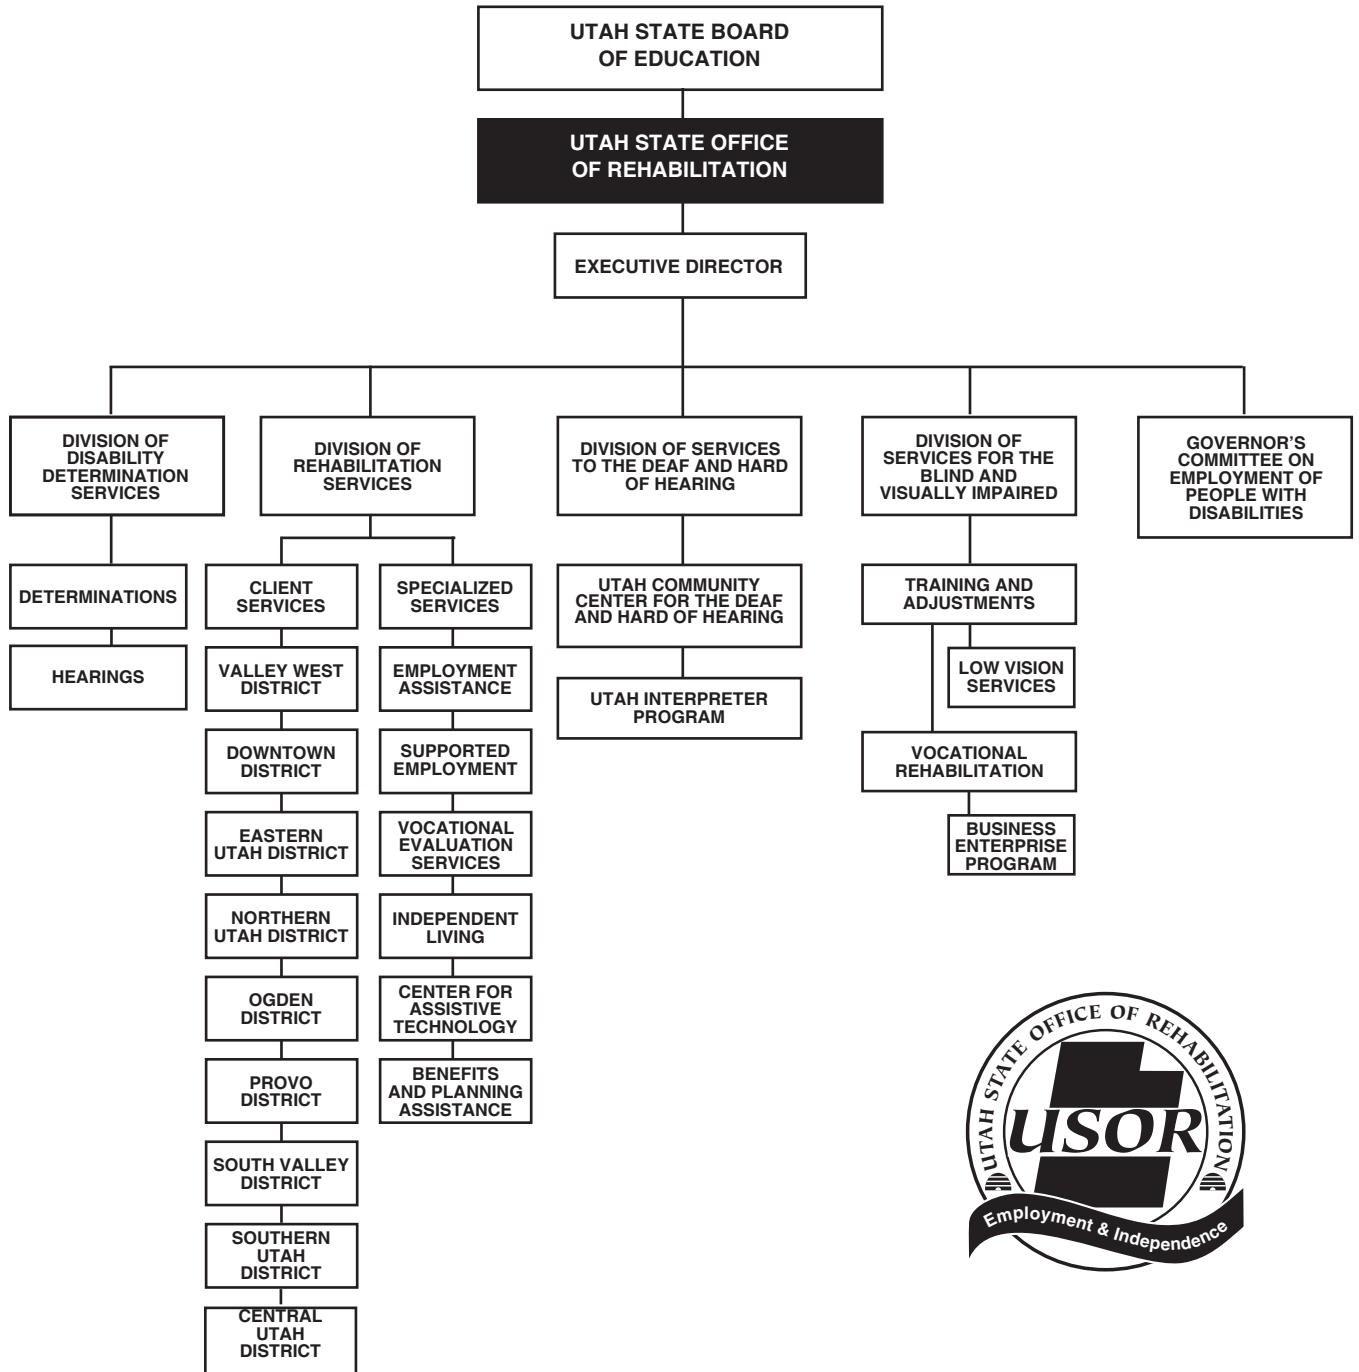 UTAH STATE BOARD
OF EDUCATION
UTAH STATE OFFICE
OF REHABILITATION
EXECUTIVE DIRECTOR
DIVISION OF
DISABILITY
DETERMINATION
SERVICES
DIVISION OF
REHABILITATION
SERVICES
DIVISION OF SERVICES
TO THE DEAF AND HARD
OF HEARING
DIVISION OF
SERVICES FOR THE
BLIND AND
VISUALLY IMPAIRED
GOVERNOR'S
COMMITTEE ON
EMPLOYMENT OF
PEOPLE WITH
DISABILITIES
DETERMINATIONS
HEARINGS
CLIENT
SERVICES
VALLEY WEST
DISTRICT
DOWNTOWN
DISTRICT
EASTERN
UTAH DISTRICT
NORTHERN
UTAH DISTRICT
OGDEN
DISTRICT
PROVO
DISTRICT
SOUTH VALLEY
DISTRICT
SOUTHERN
UTAH
DISTRICT
CENTRAL
UTAH
DISTRICT
SPECIALIZED
SERVICES
EMPLOYMENT
ASSISTANCE
SUPPORTED
EMPLOYMENT
VOCATIONAL
EVALUATION
SERVICES
INDEPENDENT
LIVING
CENTER FOR
ASSISTIVE
TECHNOLOGY
BENEFITS
AND PLANNING
ASSISTANCE
UTAH COMMUNITY
CENTER FOR THE DEAF
AND HARD OF HEARING
UTAH INTERPRETER
PROGRAM
TRAINING AND
ADJUSTMENTS
LOW VISION
SERVICES
VOCATIONAL
REHABILITATION
BUSINESS
ENTERPRISE
PROGRAM
UTAH STATE OFFICE OF REHABILITATION
USOR
Employment & Independence